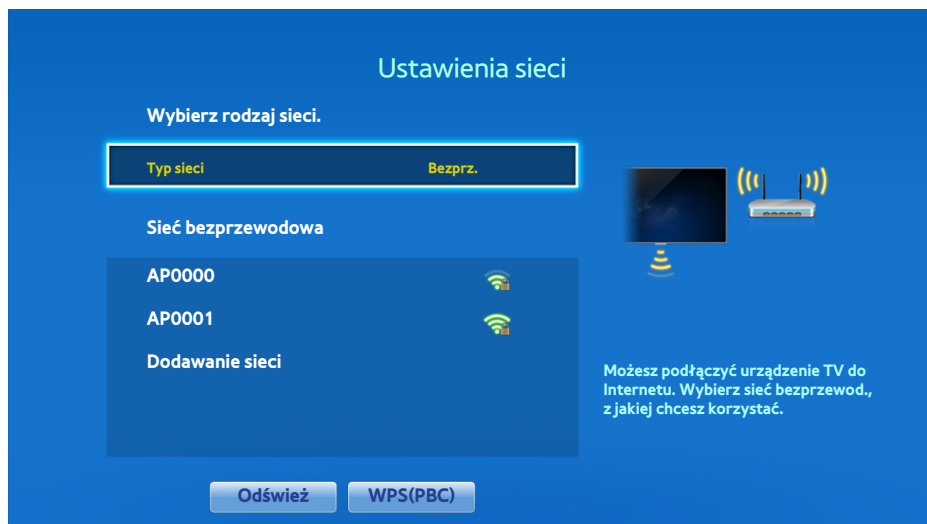 Ustawienia sieci
Wybierz rodzaj sieci.
Typ sieci Bezprz.
Sieć bezprzewodowa
AP0000
AP0001
Dodawanie sieci
Możesz podłączyć urządzenie TV do
Internetu. Wybierz sieć bezprzewod.,
z jakiej chcesz korzystać.
Odśwież WPS(PBC)